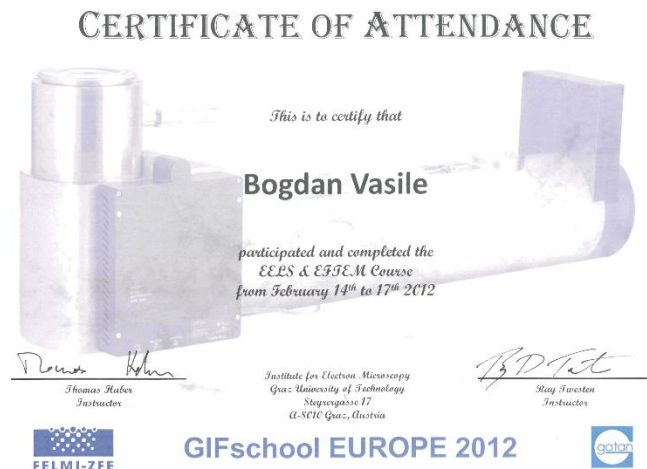 CERTIFICATE OF ATTENDANCE
This is to certify that
Bogdan Vasile
participated and completed the
EELS & EFTEM Course
from February 14th to 17th 2012
Thomas Haber
Instructor
Institute for Electron Microscopy
Graz University of Technology
Steyrergasse 17
A-8010 Graz, Austria
Ray Twesten
Instructor
FELMI-ZFE
GIFschool EUROPE 2012
gatan